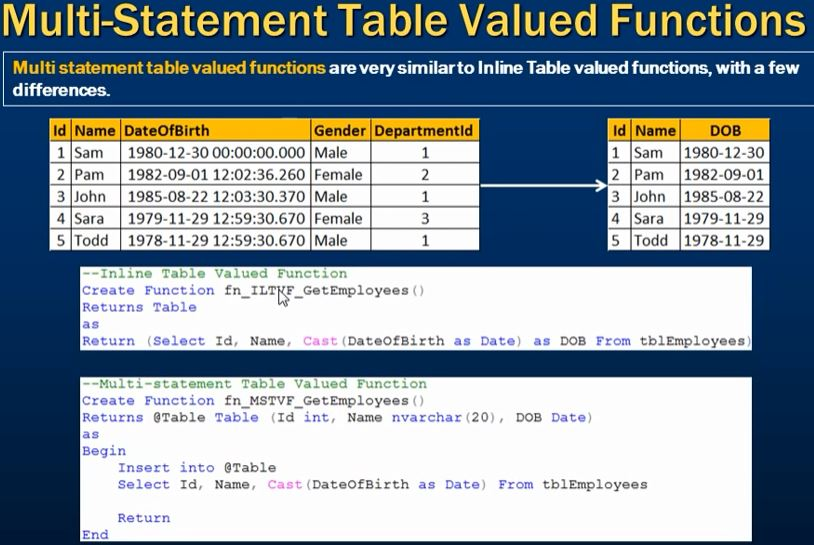 Multi-Statement Table Valued Functions
Multi statement table valued functions are very similar to Inline Table valued functions, with a few
differences.
Id Name DateOfBirth Gender DepartmentId
1 Sam 1980-12-30 00:00:00.000 Male 1
2 Pam 1982-09-01 12:02:36.260 Female 2
3 John 1985-08-22 12:03:30.370 Male 1
4 Sara 1979-11-29 12:59:30.670 Female 3
5 Todd 1978-11-29 12:59:30.670 Male 1
Id Name DOB
1 Sam 1980-12-30
2 Pam 1982-09-01
3 John 1985-08-22
4 Sara 1979-11-29
5 Todd 1978-11-29
--Inline Table Valued Function
Create Function fn_ILTVF_GetEmployees()
Returns Table
as
Return (Select Id, Name, Cast(DateOfBirth as Date) as DOB From tblEmployees)
--Multi-statement Table Valued Function
Create Function fn_MSTVF_GetEmployees()
Returns @Table Table (Id int, Name nvarchar(20), DOB Date)
as
Begin
Insert into @Table
Select Id, Name, Cast(DateOfBirth as Date) From tblEmployees
Return
End